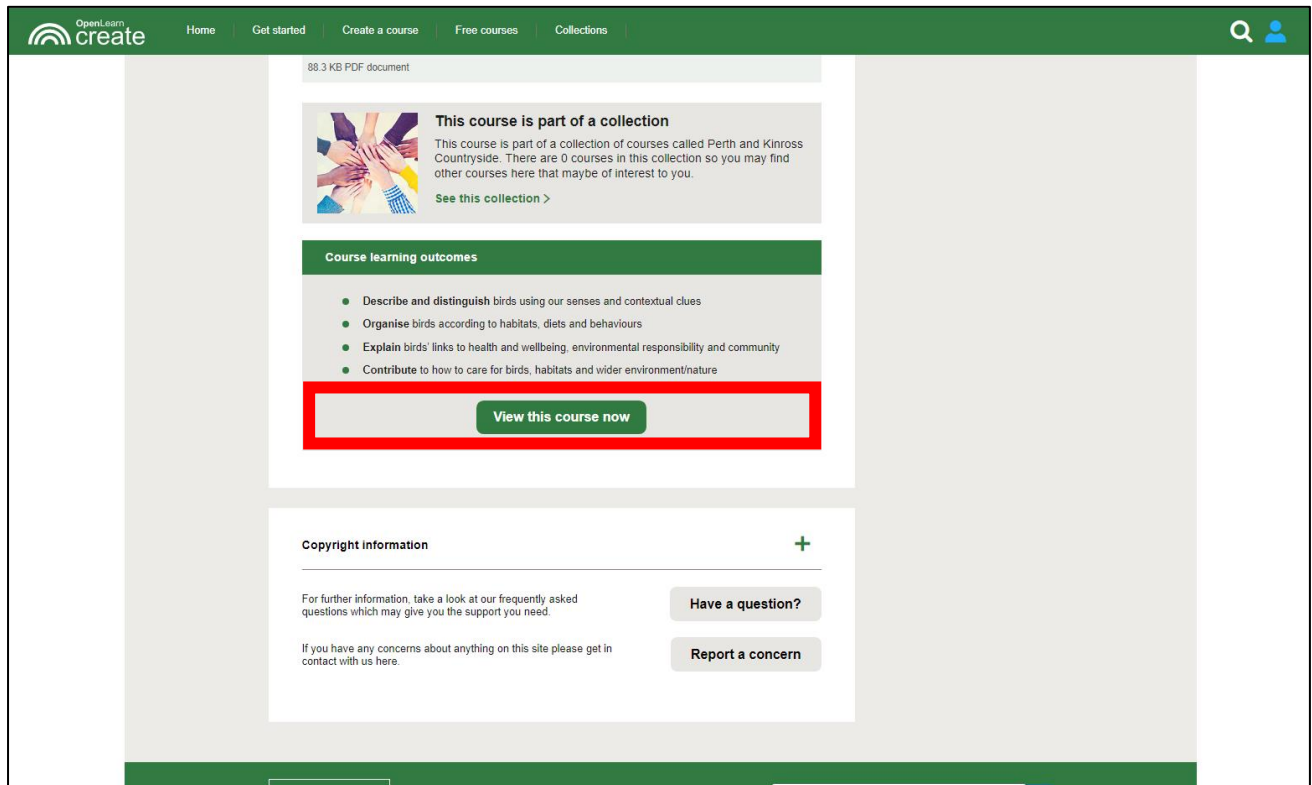 OpenLearn
create
Home
Get started
Create a course
Free courses
Collections
88.3 KB PDF document
This course is part of a collection
This course is part of a collection of courses called Perth and Kinross
Countryside. There are 0 courses in this collection so you may find
other courses here that maybe of interest to you.
See this collection >
Course learning outcomes
Describe and distinguish birds using our senses and contextual clues
Organise birds according to habitats, diets and behaviours
Explain birds' links to health and wellbeing, environmental responsibility and community
Contribute to how to care for birds, habitats and wider environment/nature
View this course now
Copyright information
For further information, take a look at our frequently asked
questions which may give you the support you need.
Have a question?
If you have any concerns about anything on this site please get in
contact with us here.
Report a concern